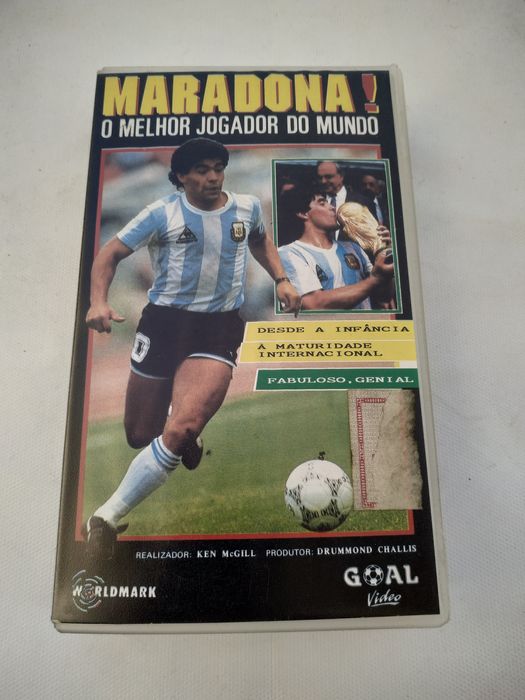 MARADONA!
O MELHOR JOGADOR DO MUNDO
DESDE A INFÂNCIA
À MATURIDADE
INTERNACIONAL
FABULOSO, GENIAL
REALIZADOR: KEN McGILL PRODUTOR: DRUMMOND CHALLIS
WORLDMARK
GOAL
Video